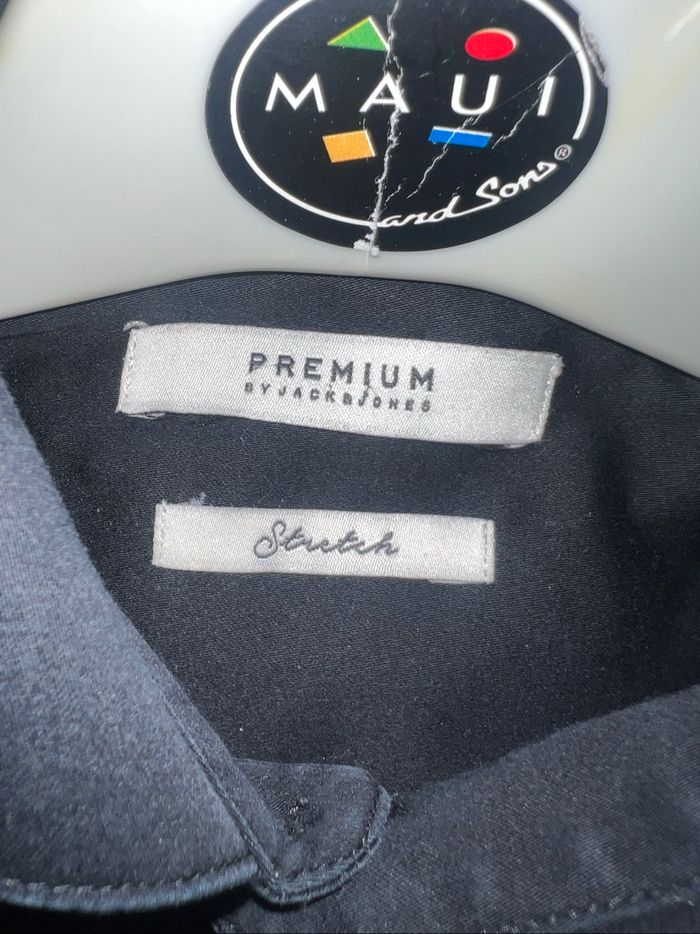 MAUI
and Sons®
PREMIUM
BY JACK&JONES
Stretch